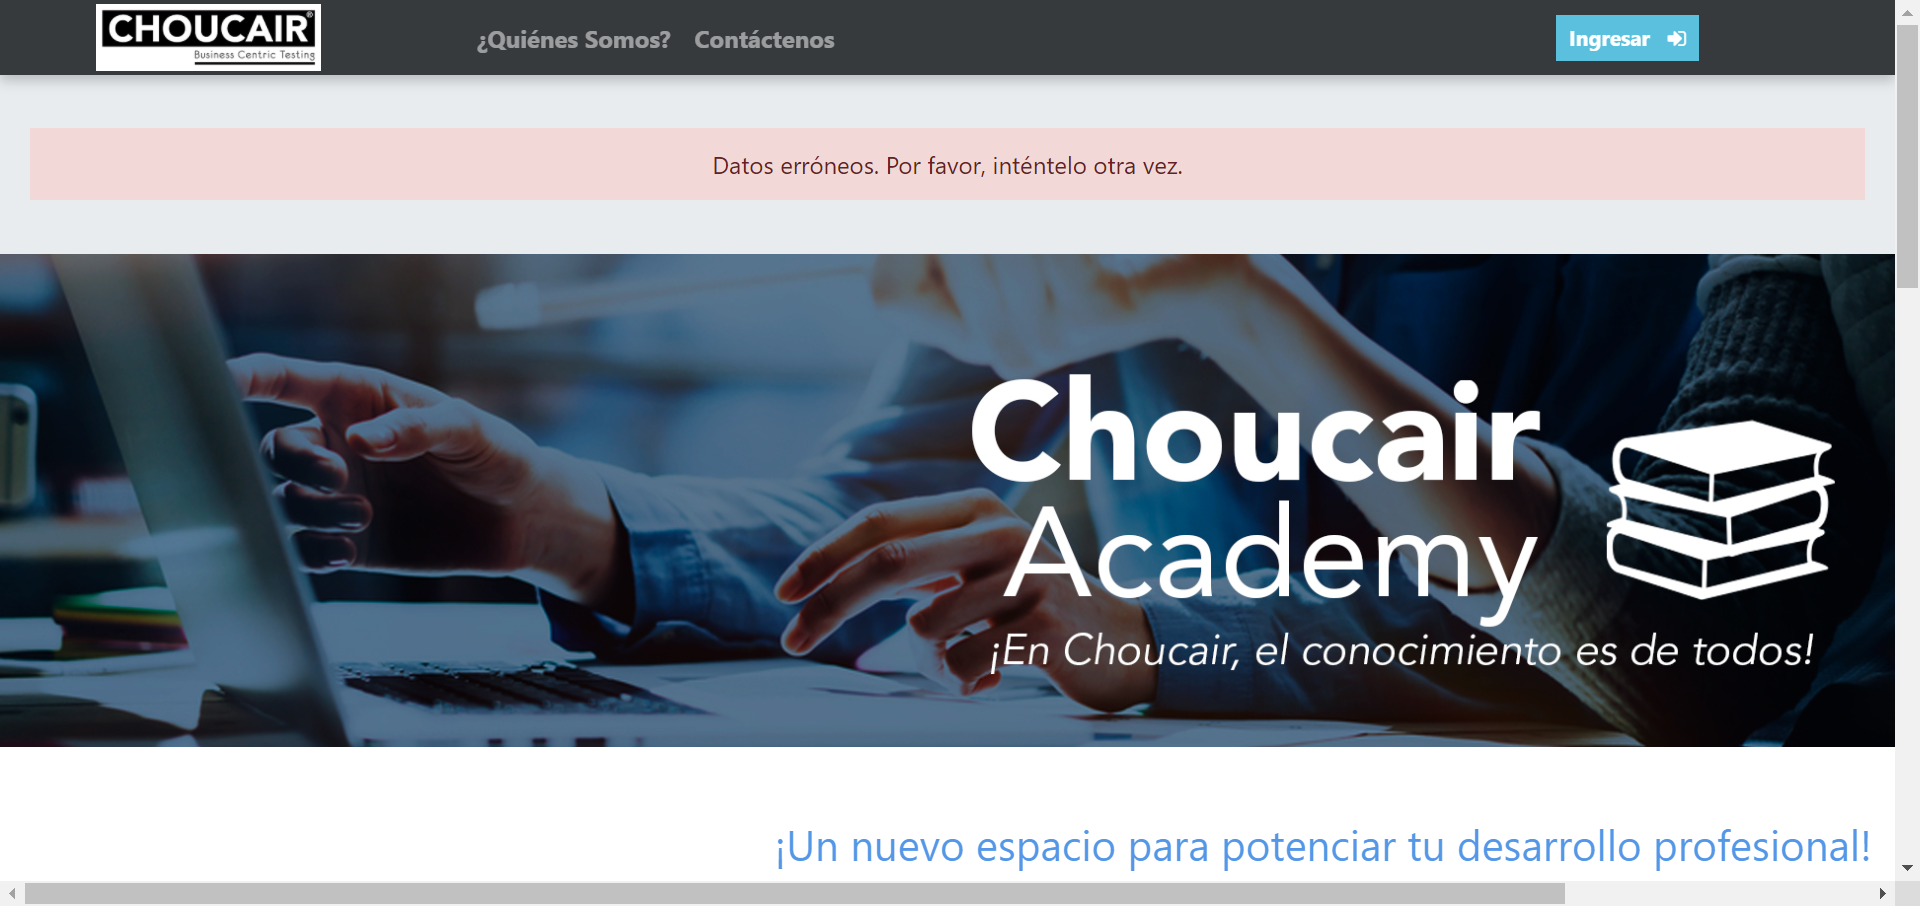 CHOUCAIR®
Business Centric Testing
¿Quiénes Somos? Contáctenos
Ingresar
Datos erróneos. Por favor, inténtelo otra vez.
Choucair
Academy
¡En Choucair, el conocimiento es de todos!
¡Un nuevo espacio para potenciar tu desarrollo profesional!